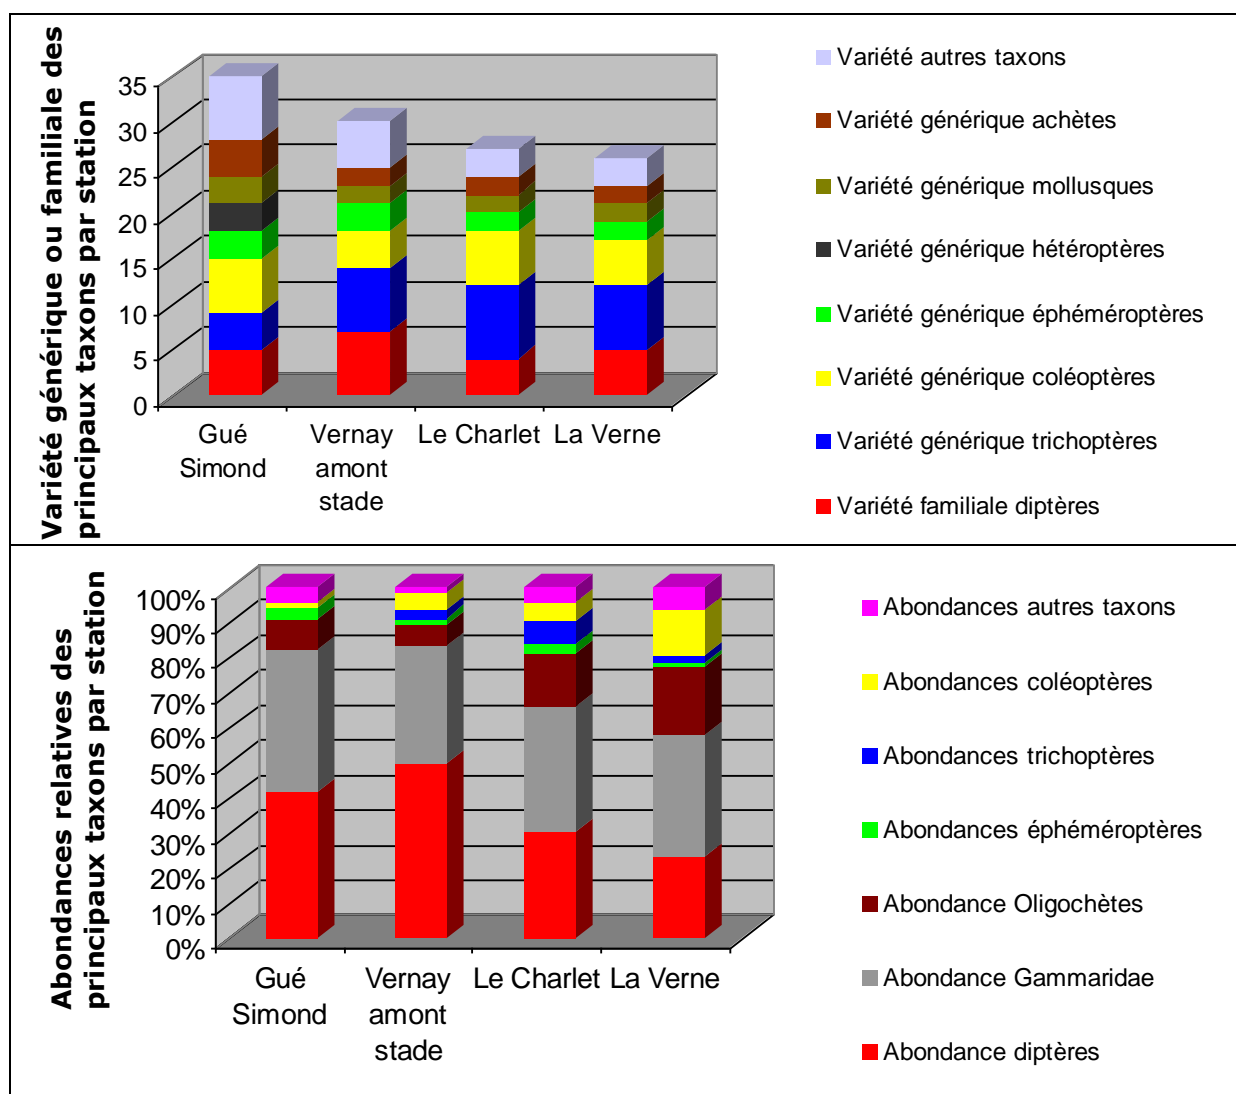 Variété générique ou familiale des
principaux taxons par station
35
30
25
20
15
10
5
0
Gué
Simond
Vernay
amont
stade
Le Charlet
La Verne
Variété autres taxons
Variété générique achètes
Variété générique mollusques
Variété générique hétéroptères
Variété générique éphéméroptères
Variété générique coléoptères
Variété générique trichoptères
Variété familiale diptères
Abondances relatives des
principaux taxons par station
100%
90%
80%
70%
60%
50%
40%
30%
20%
10%
0%
Gué
Simond
Vernay
amont
stade
Le Charlet
La Verne
Abondances autres taxons
Abondances coléoptères
Abondances trichoptères
Abondances éphéméroptères
Abondance Oligochètes
Abondance Gammaridae
Abondance diptères